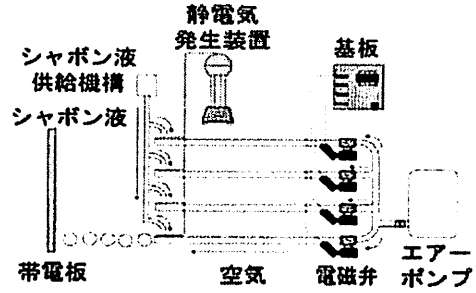 静電気
発生装置
シャボン液
供給機構
シャボン液
基板
帯電板
空気
電磁弁
エアー
ポンプ